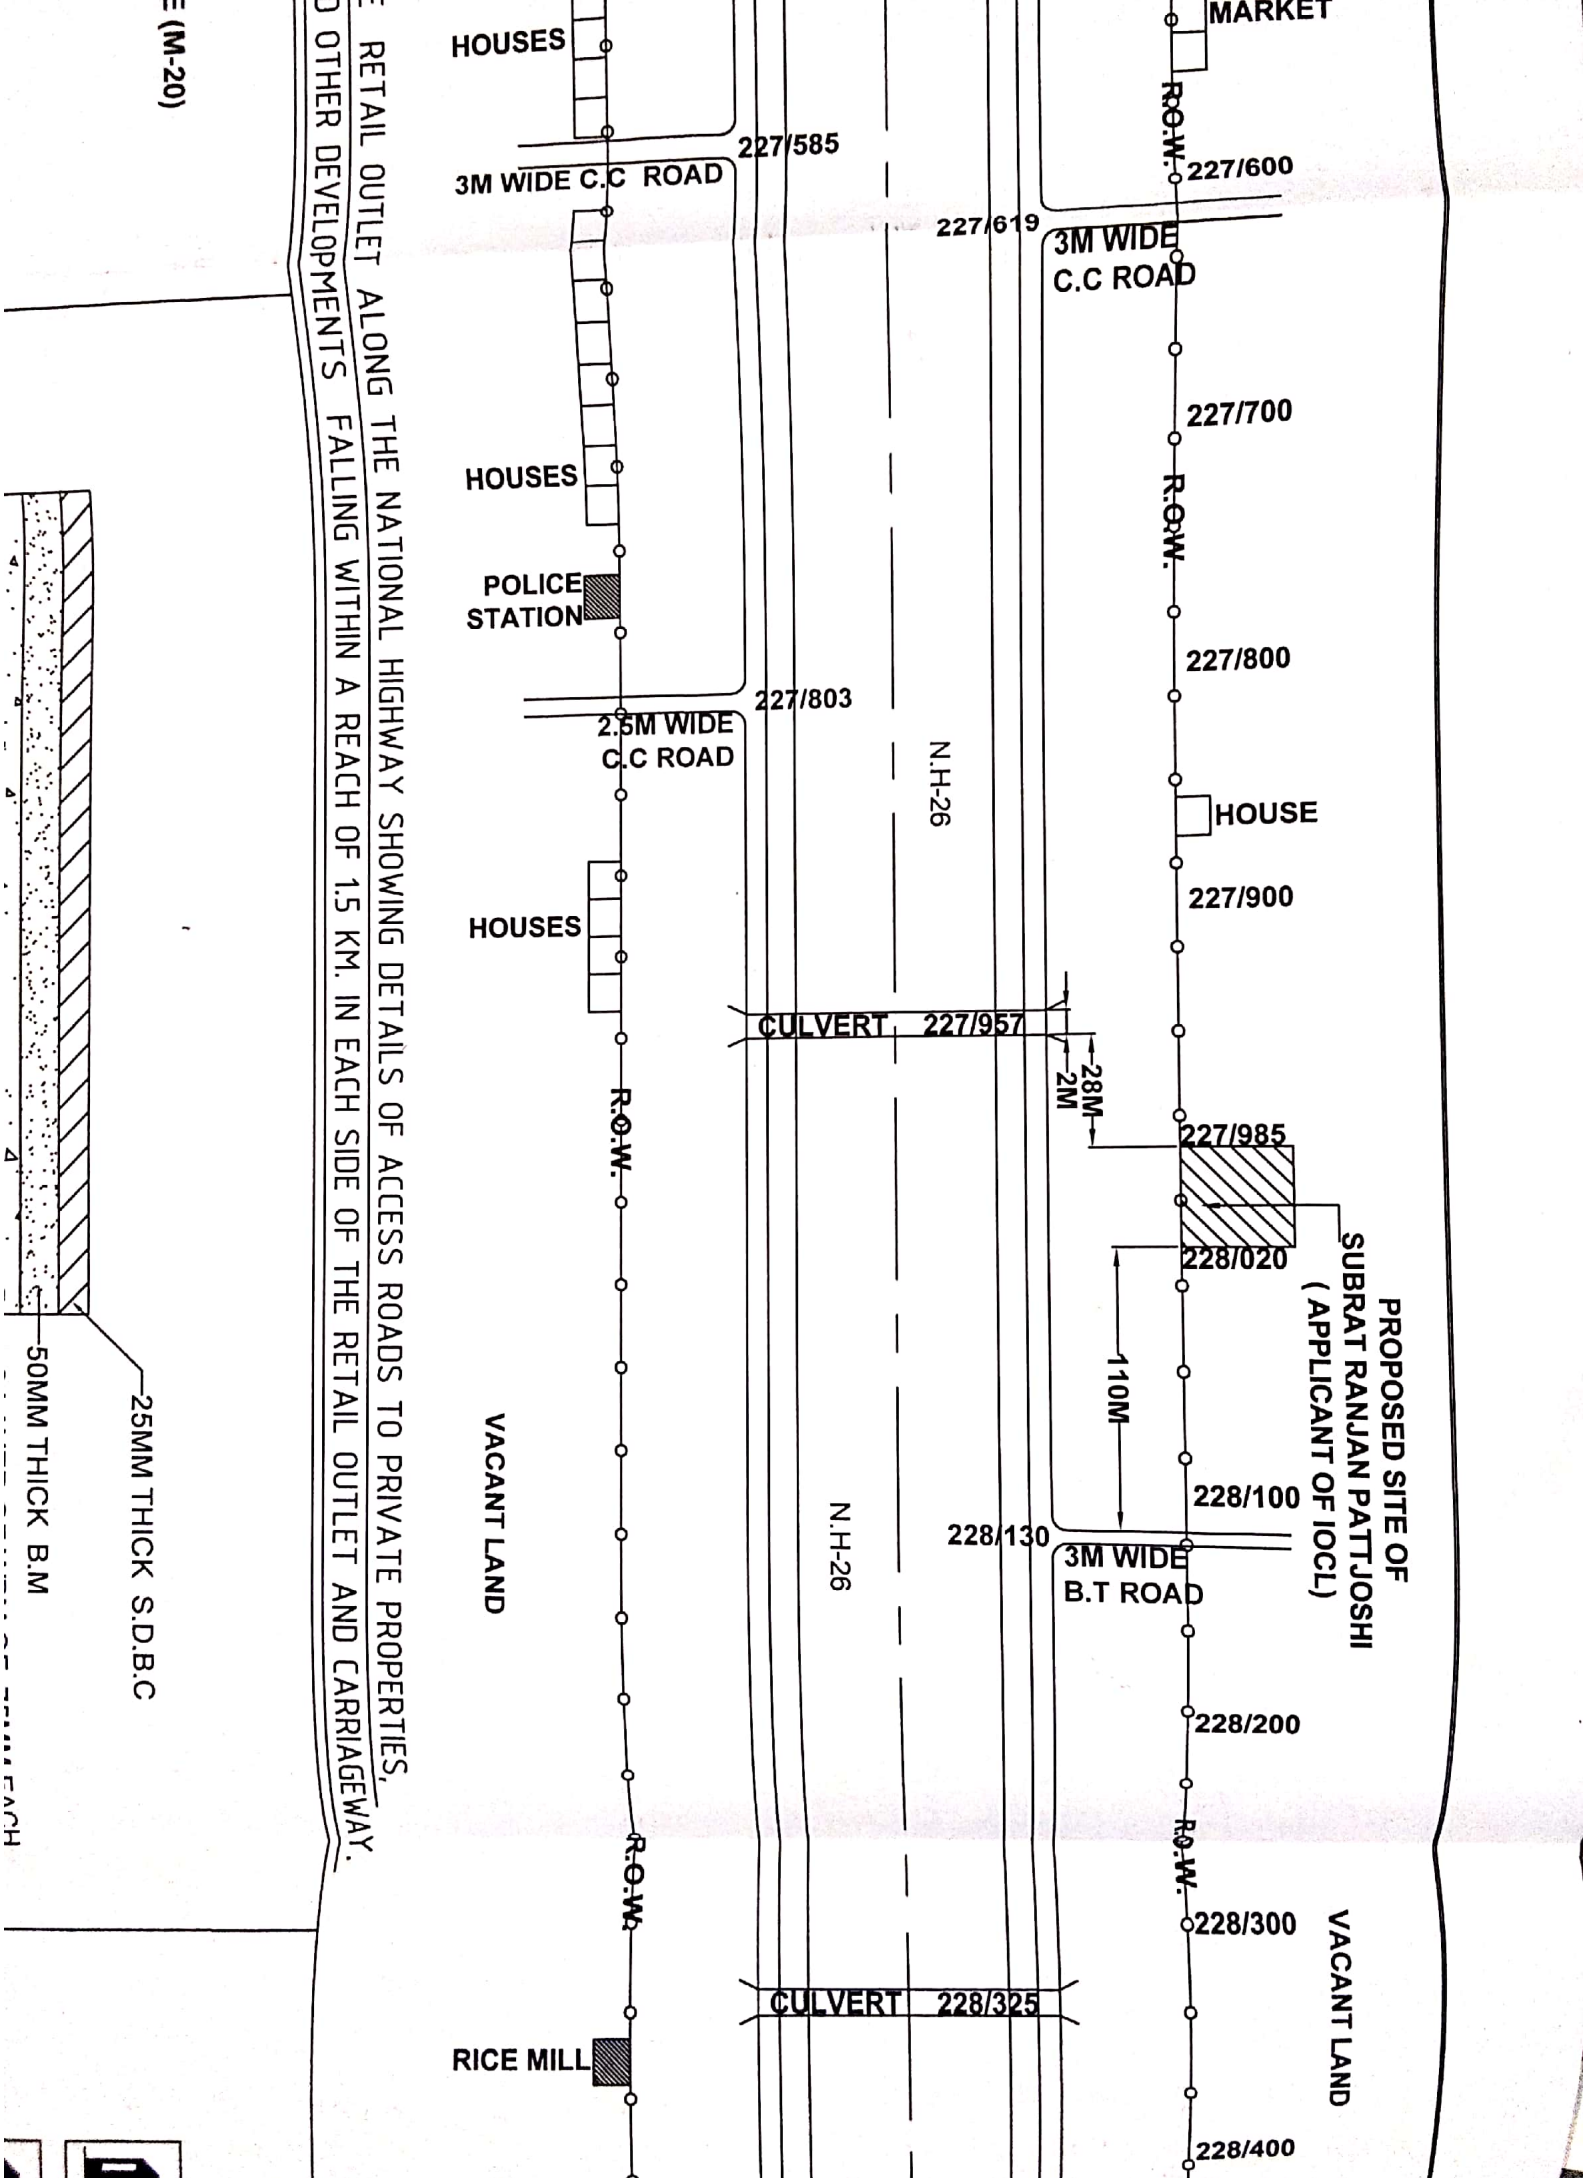 MARKET
HOUSES
E (M-20)
R.O.W.
227/585
227/600
3M WIDE C.C ROAD
227/619
3M WIDE
C.C ROAD
227/700
HOUSES
R.O.W.
POLICE
STATION
227/800
227/803
2.5M WIDE
C.C ROAD
N.H-26
HOUSE
227/900
HOUSES
CULVERT 227/957
28M
2M
R.O.W.
227/985
228/020
PROPOSED SITE OF
SUBRAT RANJAN PATTJOSHI
( APPLICANT OF IOCL)
110M
VACANT LAND
228/100
N.H-26
228/130
3M WIDE
B.T ROAD
228/200
R.O.W.
R.O.W.
228/300
VACANT LAND
CULVERT 228/325
RICE MILL
228/400
RETAIL OUTLET ALONG THE NATIONAL HIGHWAY SHOWING DETAILS OF ACCESS ROADS TO PRIVATE PROPERTIES,
OTHER DEVELOPMENTS FALLING WITHIN A REACH OF 1.5 KM. IN EACH SIDE OF THE RETAIL OUTLET AND CARRIAGEWAY.
25MM THICK S.D.B.C
50MM THICK B.M